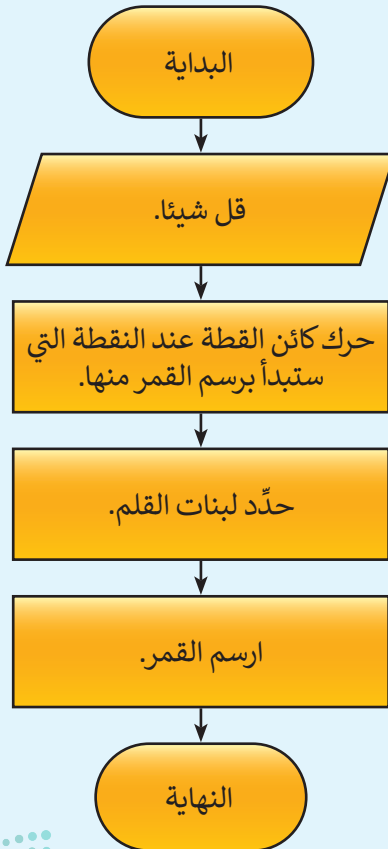 البداية
قل شيئا.
حرك كائن القطة عند النقطة التي
ستبدأ برسم القمر منها.
حدِّد لبنات القلم.
ارسم القمر.
النهاية